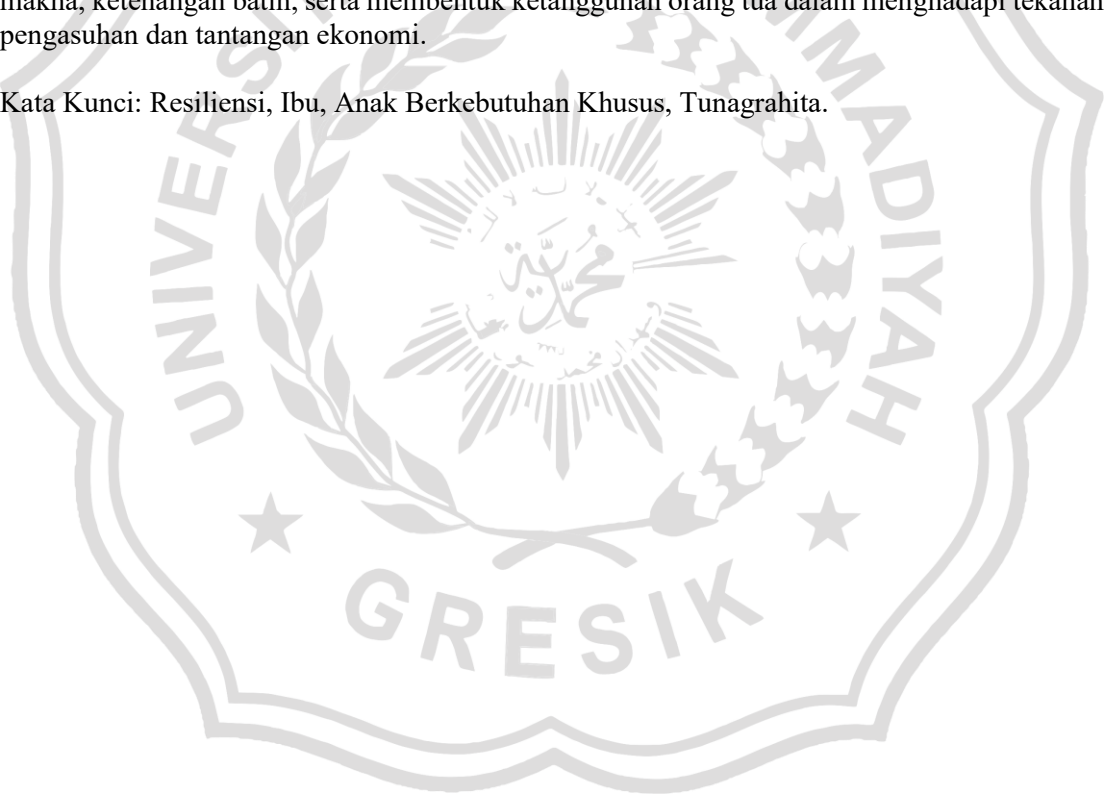 makna, ketenangan batin, serta membentuk ketangguhan orang tua dalam menghadapi tekanan
pengasuhan dan tantangan ekonomi.
Kata Kunci: Resiliensi, Ibu, Anak Berkebutuhan Khusus, Tunagrahita.
GRESIK